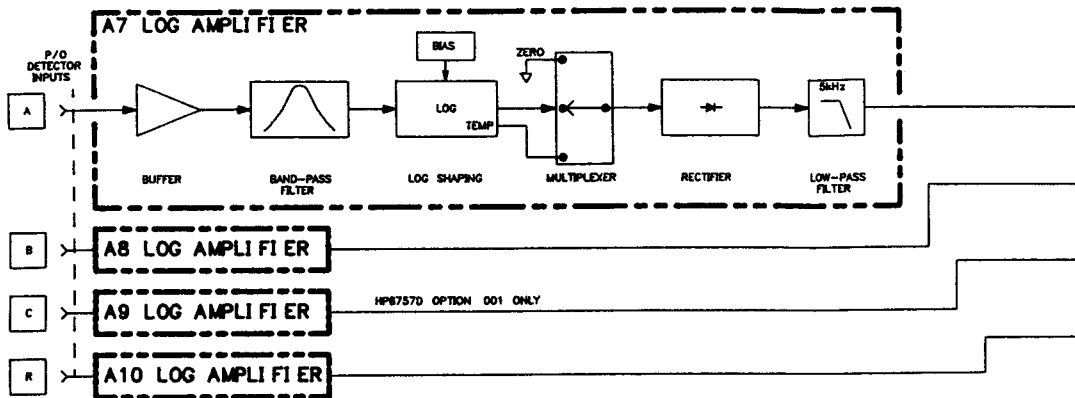 A7 LOG AMPLIFIER
P/O
DETECTOR
INPUTS
BIAS
ZERO
A
LOG
TEMP
5kHz
BUFFER
BAND-PASS
FILTER
LOG SHAPING
MULTIPLEXER
RECTIFIER
LOW-PASS
FILTER
B
A8 LOG AMPLIFIER
C
A9 LOG AMPLIFIER
HP8757D OPTION 001 ONLY
R
A10 LOG AMPLIFIER